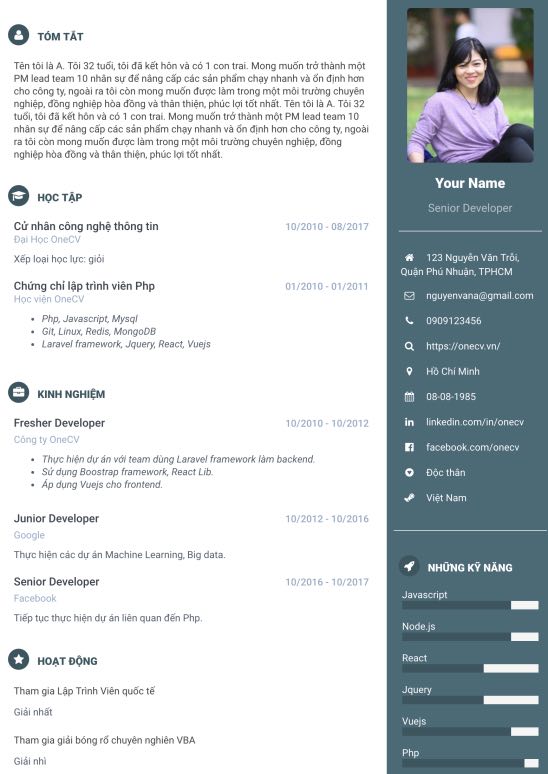 TÓM TẮT
Tên tôi là A. Tôi 32 tuổi, tôi đã kết hôn và có 1 con trai. Mong muốn trở thành một
PM lead team 10 nhân sự để nâng cấp các sản phẩm chạy nhanh và ổn định hơn
cho công ty, ngoài ra tôi còn mong muốn được làm trong một môi trường chuyên
nghiệp, đồng nghiệp hòa đồng và thân thiện, phúc lợi tốt nhất. Tên tôi là A. Tôi 32
tuổi, tôi đã kết hôn và có 1 con trai. Mong muốn trở thành một PM lead team 10
nhân sự để nâng cấp các sản phẩm chạy nhanh và ổn định hơn cho công ty, ngoài
ra tôi còn mong muốn được làm trong một môi trường chuyên nghiệp, đồng
nghiệp hòa đồng và thân thiện, phúc lợi tốt nhất.
HỌC TẬP
Cử nhân công nghệ thông tin 10/2010 - 08/2017
Đại Học OneCV
Xếp loại học lực: giỏi
Chứng chỉ lập trình viên Php 01/2010 - 01/2011
Học viện OneCV
Php, Javascript, Mysql
Git, Linux, Redis, MongoDB
Laravel framework, Jquery, React, Vuejs
KINH NGHIỆM
Fresher Developer 10/2010 - 10/2012
Công ty OneCV
Thực hiện dự án với team dùng Laravel framework làm backend.
Sử dụng Boostrap framework, React Lib.
Áp dụng Vuejs cho frontend.
Junior Developer 10/2012 - 10/2016
Google
Thực hiện các dự án Machine Learning, Big data.
Senior Developer 10/2016 - 10/2017
Facebook
Tiếp tục thực hiện dự án liên quan đến Php.
HOẠT ĐỘNG
Tham gia Lập Trình Viên quốc tế
Giải nhất
Tham gia giải bóng rổ chuyên nghiên VBA
Giải nhì
Your Name
Senior Developer
123 Nguyễn Văn Trỗi,
Quận Phú Nhuận, TPHCM
nguyenvana@gmail.com
0909123456
https://onecv.vn/
Hồ Chí Minh
08-08-1985
linkedin.com/in/onecv
facebook.com/onecv
Độc thân
Việt Nam
NHỮNG KỸ NĂNG
Javascript
Node.js
React
Jquery
Vuejs
Php